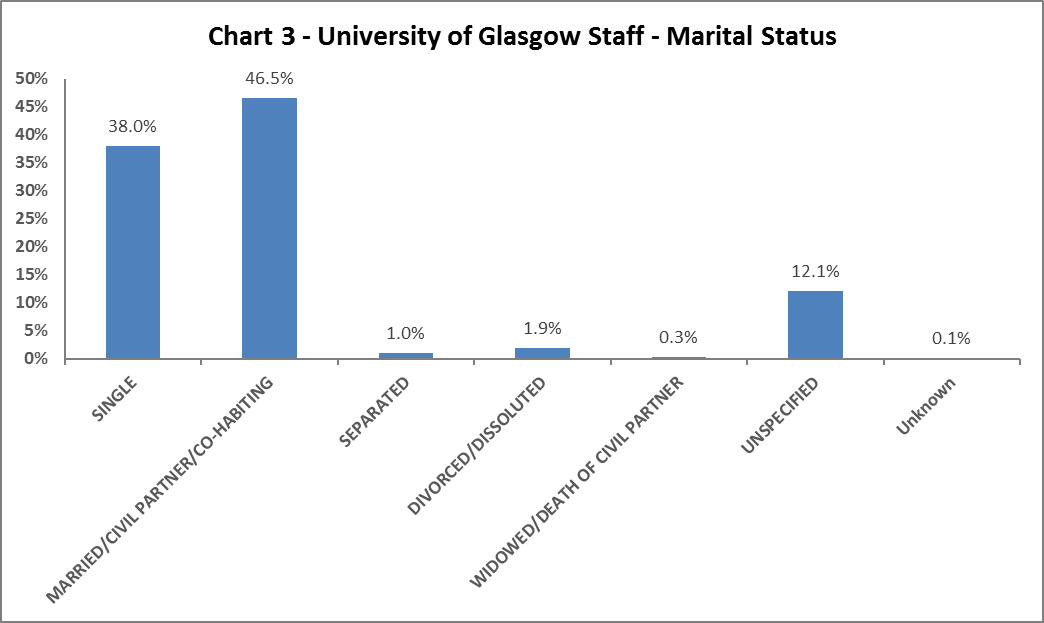 Chart 3 - University of Glasgow Staff - Marital Status
50%
45%
40%
35%
30%
25%
20%
15%
10%
5%
0%
38.0%
46.5%
1.0%
1.9%
0.3%
12.1%
0.1%
SINGLE
MARRIED/CIVIL PARTNER/CO-HABITING
SEPARATED
DIVORCED/DISSOLUTED
WIDOWED/DEATH OF CIVIL PARTNER
UNSPECIFIED
Unknown